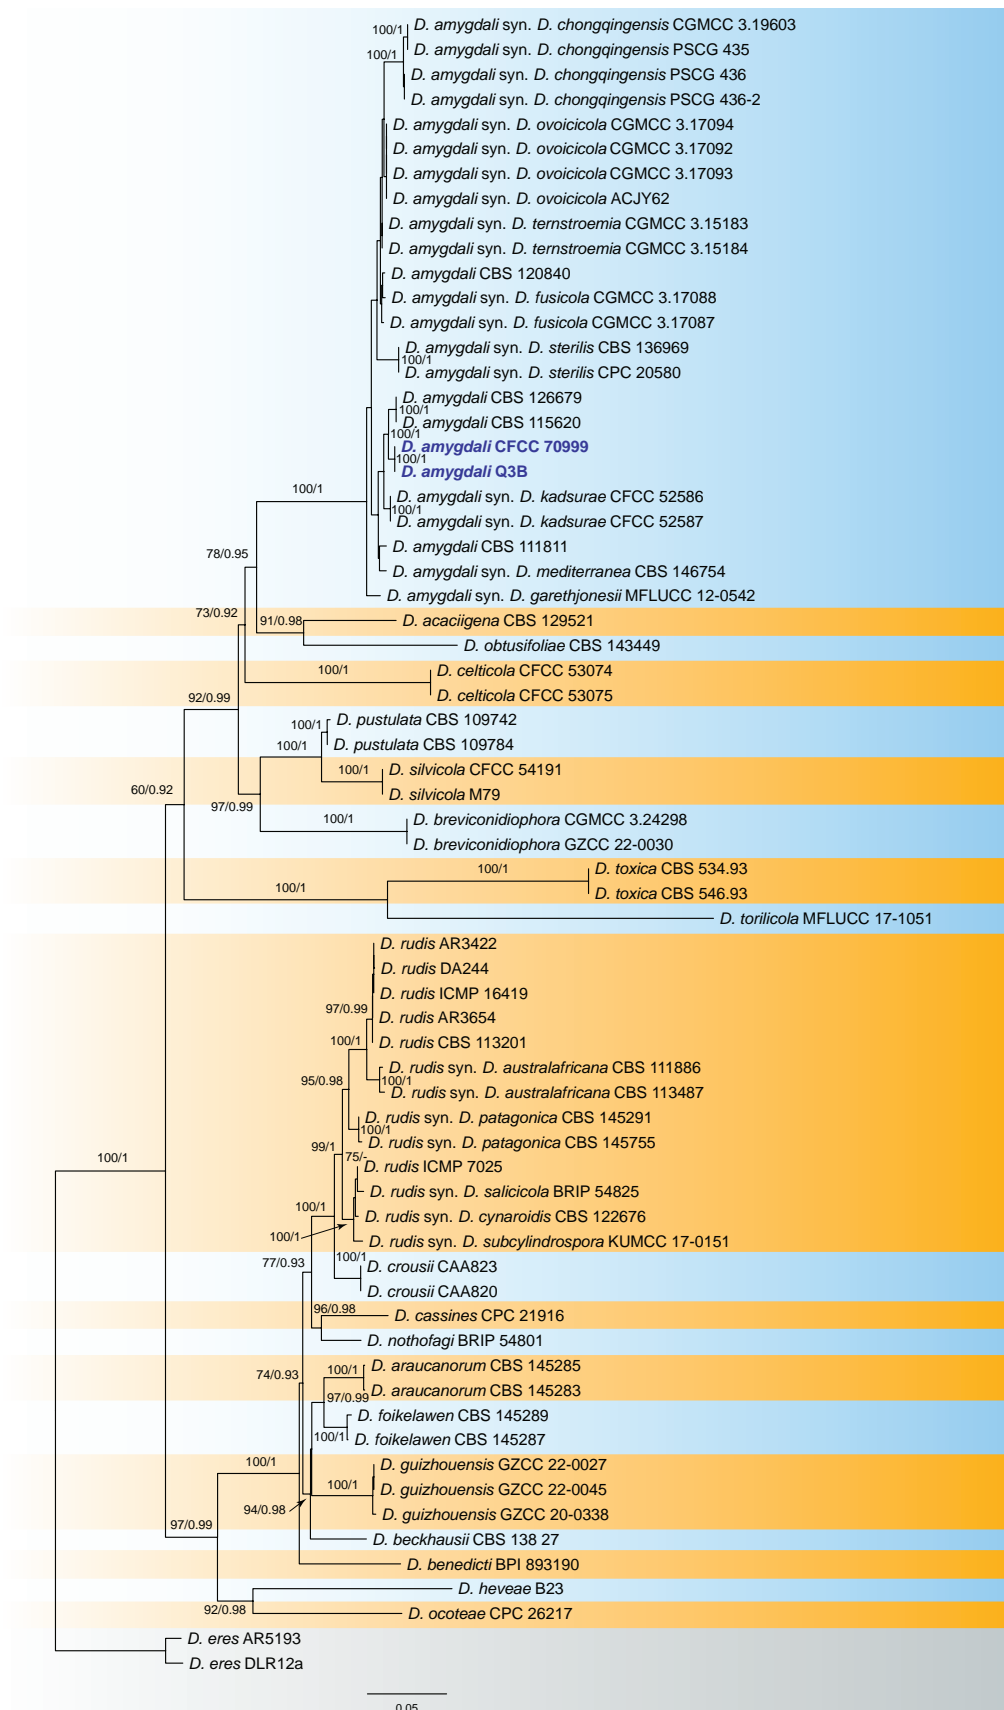 100/1
D. amygdali syn. D. chongqingensis CGMCC 3.19603
D. amygdali syn. D. chongqingensis PSCG 435
100/1
D. amygdali syn. D. chongqingensis PSCG 436
D. amygdali syn. D. chongqingensis PSCG 436-2
D. amygdali syn. D. ovoicicola CGMCC 3.17094
D. amygdali syn. D. ovoicicola CGMCC 3.17092
D. amygdali syn. D. ovoicicola CGMCC 3.17093
D. amygdali syn. D. ovoicicola ACJY62
D. amygdali syn. D. ternstroemia CGMCC 3.15183
D. amygdali syn. D. ternstroemia CGMCC 3.15184
D. amygdali CBS 120840
D. amygdali syn. D. fusicola CGMCC 3.17088
D. amygdali syn. D. fusicola CGMCC 3.17087
D. amygdali syn. D. sterilis CBS 136969
100/1
D. amygdali syn. D. sterilis CPC 20580
D. amygdali CBS 126679
100/1
D. amygdali CBS 115620
100/1
D. amygdali CFCC 70999
100/1
D. amygdali Q3B
100/1
D. amygdali syn. D. kadsurae CFCC 52586
100/1
D. amygdali syn. D. kadsurae CFCC 52587
D. amygdali CBS 111811
78/0.95
D. amygdali syn. D. mediterranea CBS 146754
D. amygdali syn. D. garethjonesii MFLUCC 12-0542
73/0.92
91/0.98
D. acaciigena CBS 129521
D. obtusifoliae CBS 143449
100/1
D. celticola CFCC 53074
D. celticola CFCC 53075
92/0.99
100/1
D. pustulata CBS 109742
D. pustulata CBS 109784
100/1
100/1
D. silvicola CFCC 54191
60/0.92
D. silvicola M79
97/0.99
100/1
D. breviconidiophora CGMCC 3.24298
D. breviconidiophora GZCC 22-0030
100/1
D. toxica CBS 534.93
100/1
D. toxica CBS 546.93
D. torilicola MFLUCC 17-1051
D. rudis AR3422
D. rudis DA244
D. rudis ICMP 16419
97/0.99
D. rudis AR3654
100/1
D. rudis CBS 113201
D. rudis syn. D. australafricana CBS 111886
95/0.98
100/1
D. rudis syn. D. australafricana CBS 113487
D. rudis syn. D. patagonica CBS 145291
100/1
D. rudis syn. D. patagonica CBS 145755
99/1
75/-
100/1
D. rudis ICMP 7025
D. rudis syn. D. salicicola BRIP 54825
100/1
D. rudis syn. D. cynaroidis CBS 122676
100/1
D. rudis syn. D. subcylindrospora KUMCC 17-0151
100/1
77/0.93
D. crousii CAA823
D. crousii CAA820
96/0.98
D. cassines CPC 21916
D. nothofagi BRIP 54801
74/0.93
100/1
D. araucanorum CBS 145285
D. araucanorum CBS 145283
97/0.99
D. foikelawen CBS 145289
100/1
D. foikelawen CBS 145287
100/1
D. guizhouensis GZCC 22-0027
100/1
D. guizhouensis GZCC 22-0045
94/0.98
D. guizhouensis GZCC 20-0338
97/0.99
D. beckhausii CBS 138 27
D. benedicti BPI 893190
D. heveae B23
92/0.98
D. ocoteae CPC 26217
D. eres AR5193
D. eres DLR12a
0.05